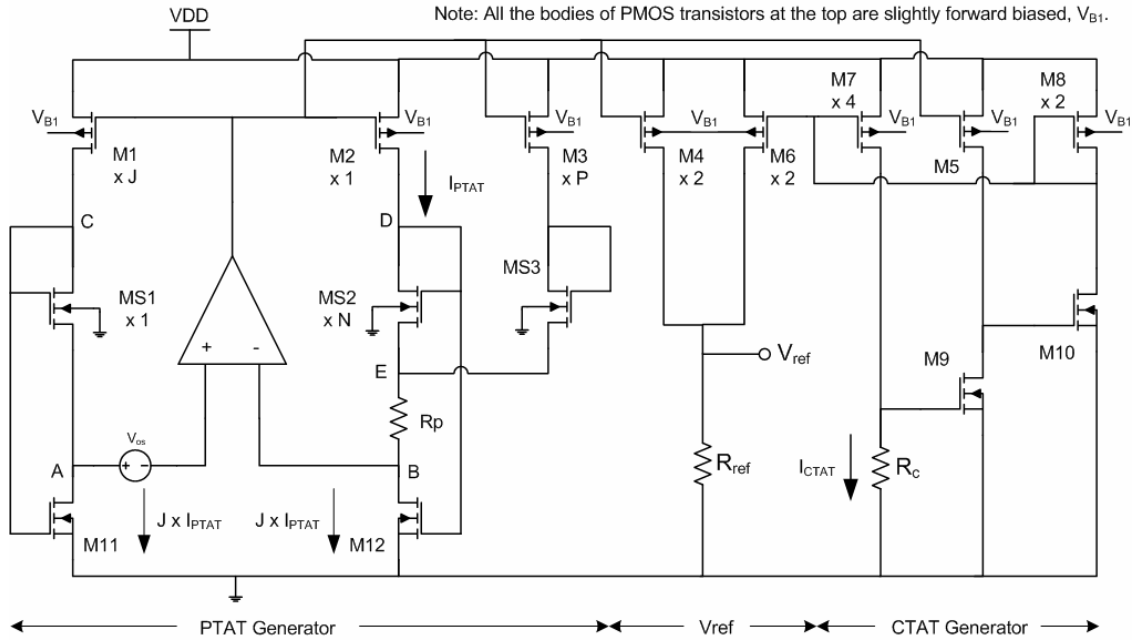 Note: All the bodies of PMOS transistors at the top are slightly forward biased, VB1.
VDD
M7
x 4
M8
x 2
VB1
VB1
VB1
VB1
VB1
VB1
VB1
M1
x J
M2
x 1
M3
x P
M4
x 2
M6
x 2
M5
IPTAT
C
D
MS1
x 1
MS2
x N
MS3
+
-
E
Rp
Vref
M9
M10
A
Vos
+
-
B
Rref
ICTAT
Rc
J x IPTAT
J x IPTAT
M11
M12
PTAT Generator
Vref
CTAT Generator